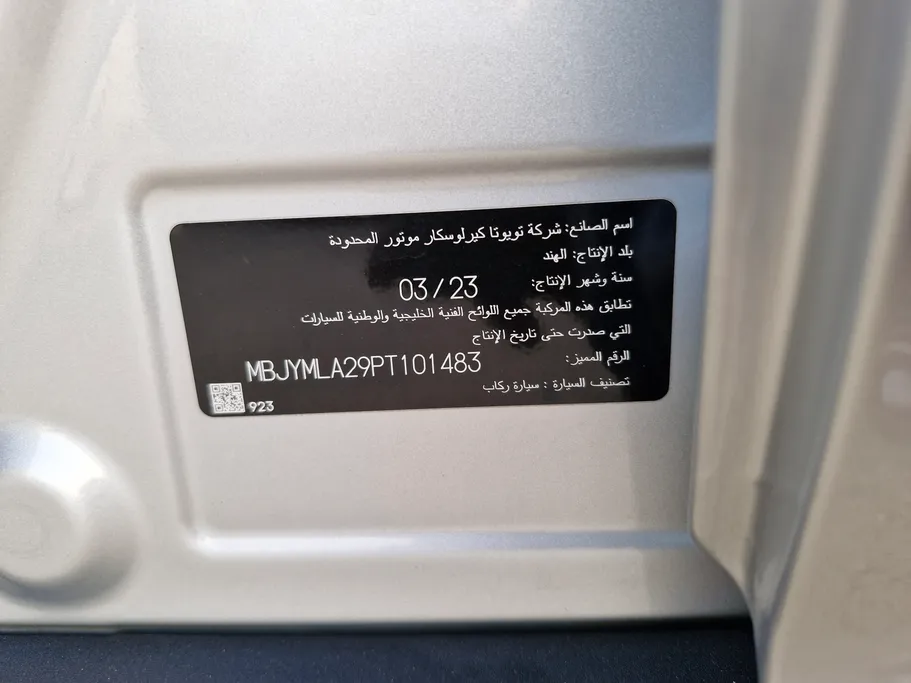 اسم الصانع: شركة تويوتا كيرلوسكار موتور المحدودة
بلد الإنتاج: الهند
سنة وشهر الإنتاج: 03/23
تطابق هذه المركبة جميع اللوائح الفنية الخليجية والوطنية للسيارات
التي صدرت حتى تاريخ الإنتاج
الرقم المميز: MBJYMLA29PT101483
تصنيف السيارة : سيارة ركاب
923